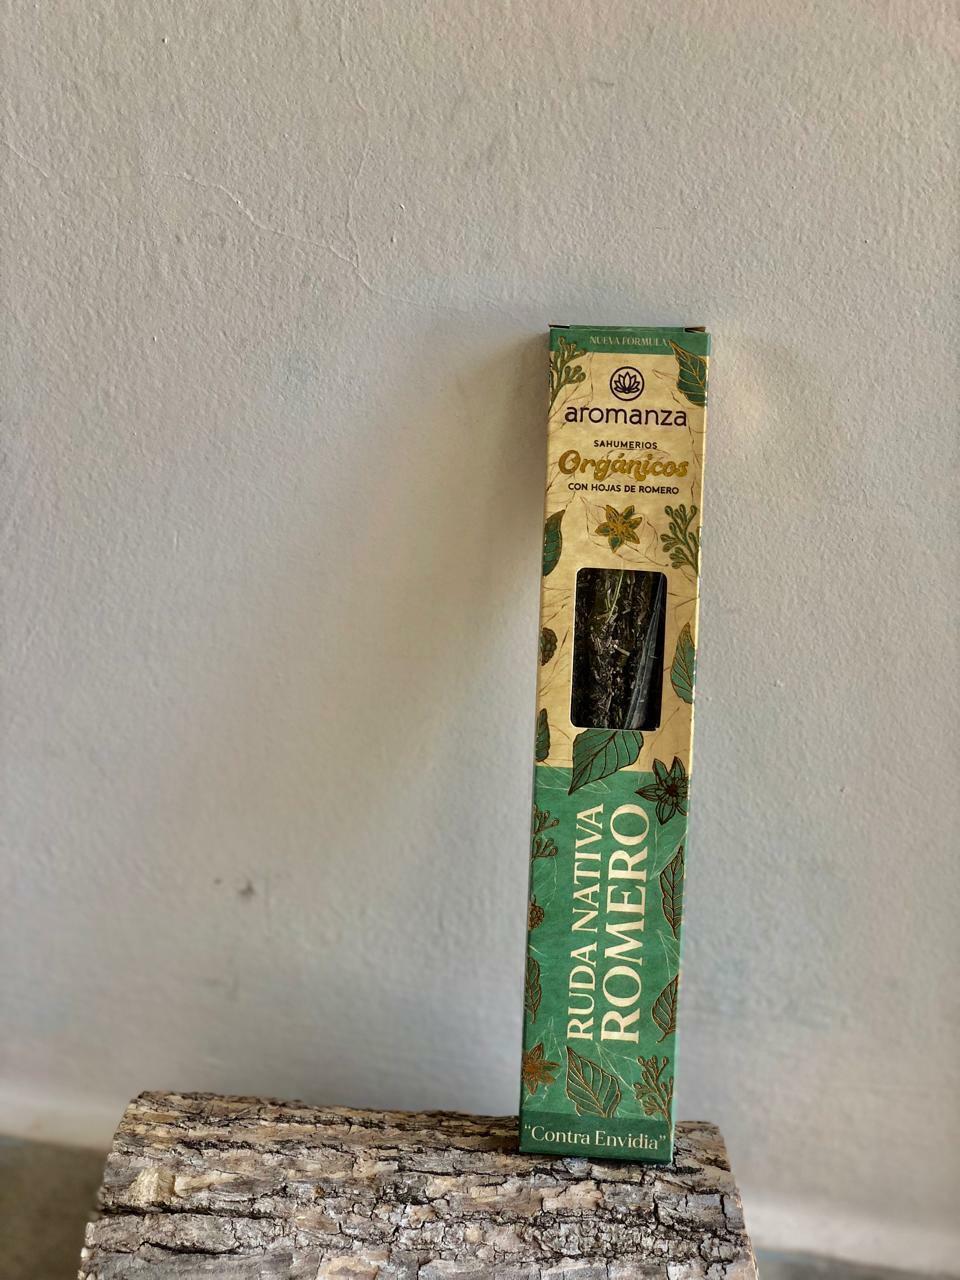 NUEVA FORMULA
aromanza
SAHUMERIOS
Orgánicos
CON HOJAS DE ROMERO
RUDA NATIVA
ROMERO
“Contra Envidia”